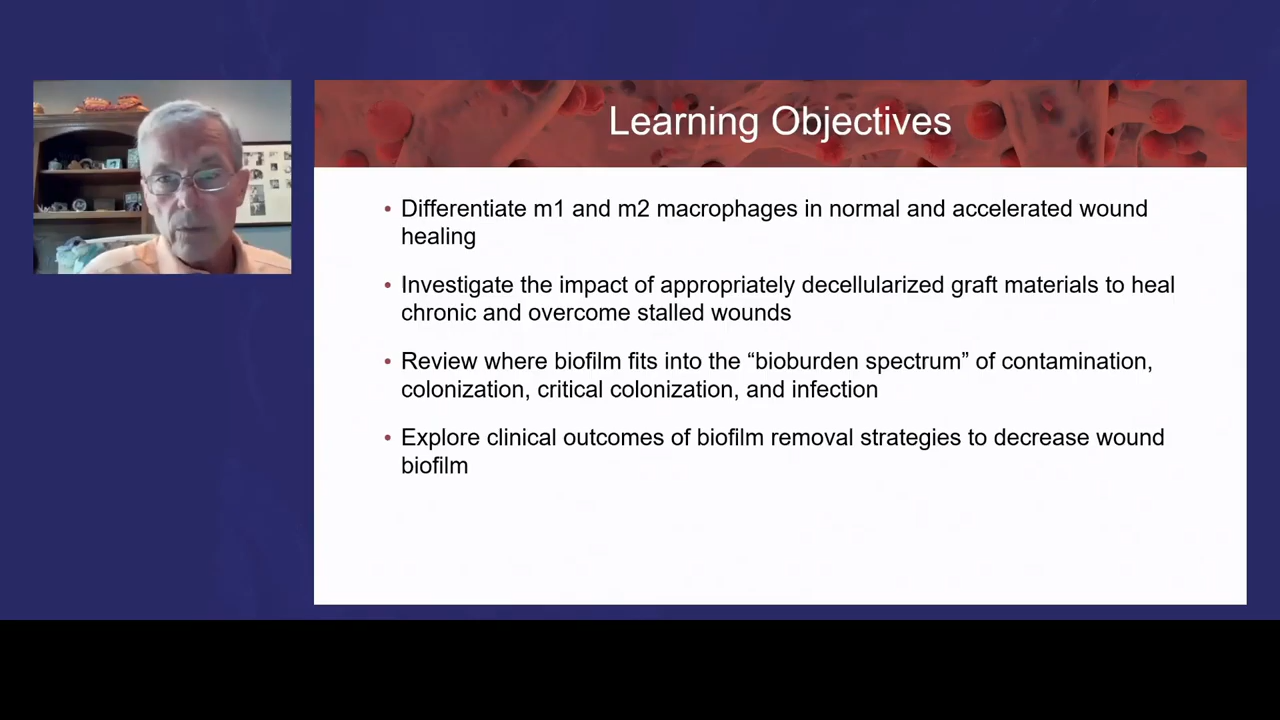 Learning Objectives
• Differentiate m1 and m2 macrophages in normal and accelerated wound
healing
• Investigate the impact of appropriately decellularized graft materials to heal
chronic and overcome stalled wounds
• Review where biofilm fits into the “bioburden spectrum” of contamination,
colonization, critical colonization, and infection
• Explore clinical outcomes of biofilm removal strategies to decrease wound
biofilm